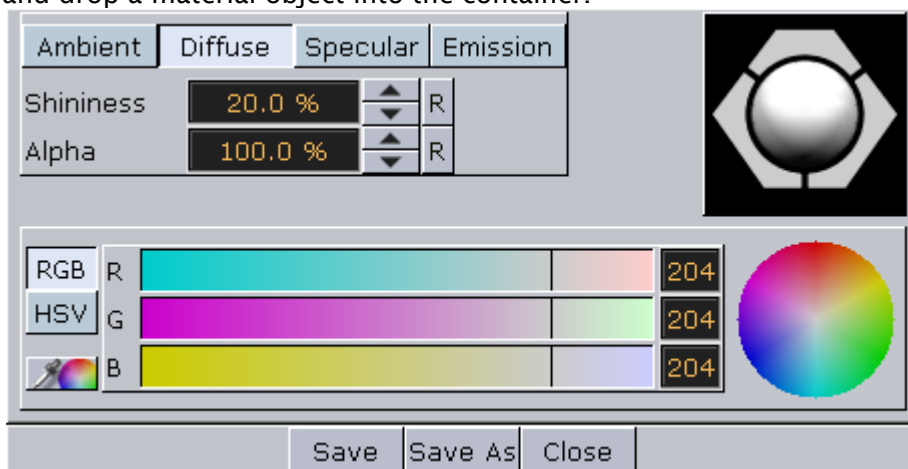 and drop a material object into the container.
Ambient Diffuse Specular Emission
Shininess 20.0 % R
Alpha 100.0 % R
RGB R 204
HSV G 204
B 204
Save Save As Close